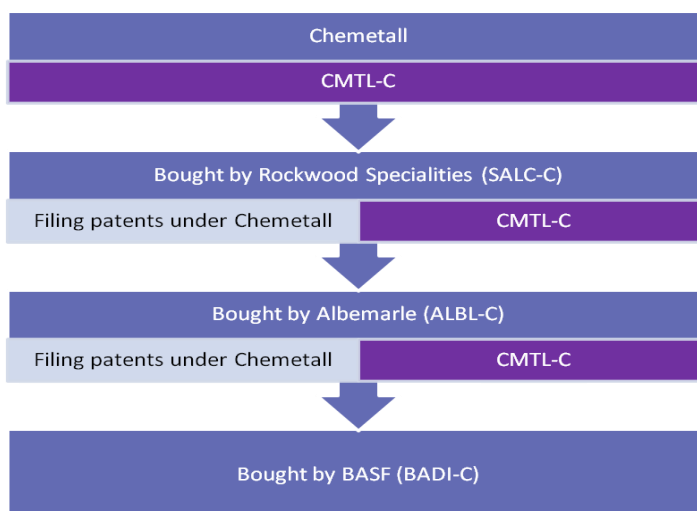 Chemetall
CMTL-C
Bought by Rockwood Specialities (SALC-C)
Filing patents under Chemetall CMTL-C
Bought by Albemarle (ALBL-C)
Filing patents under Chemetall CMTL-C
Bought by BASF (BADI-C)